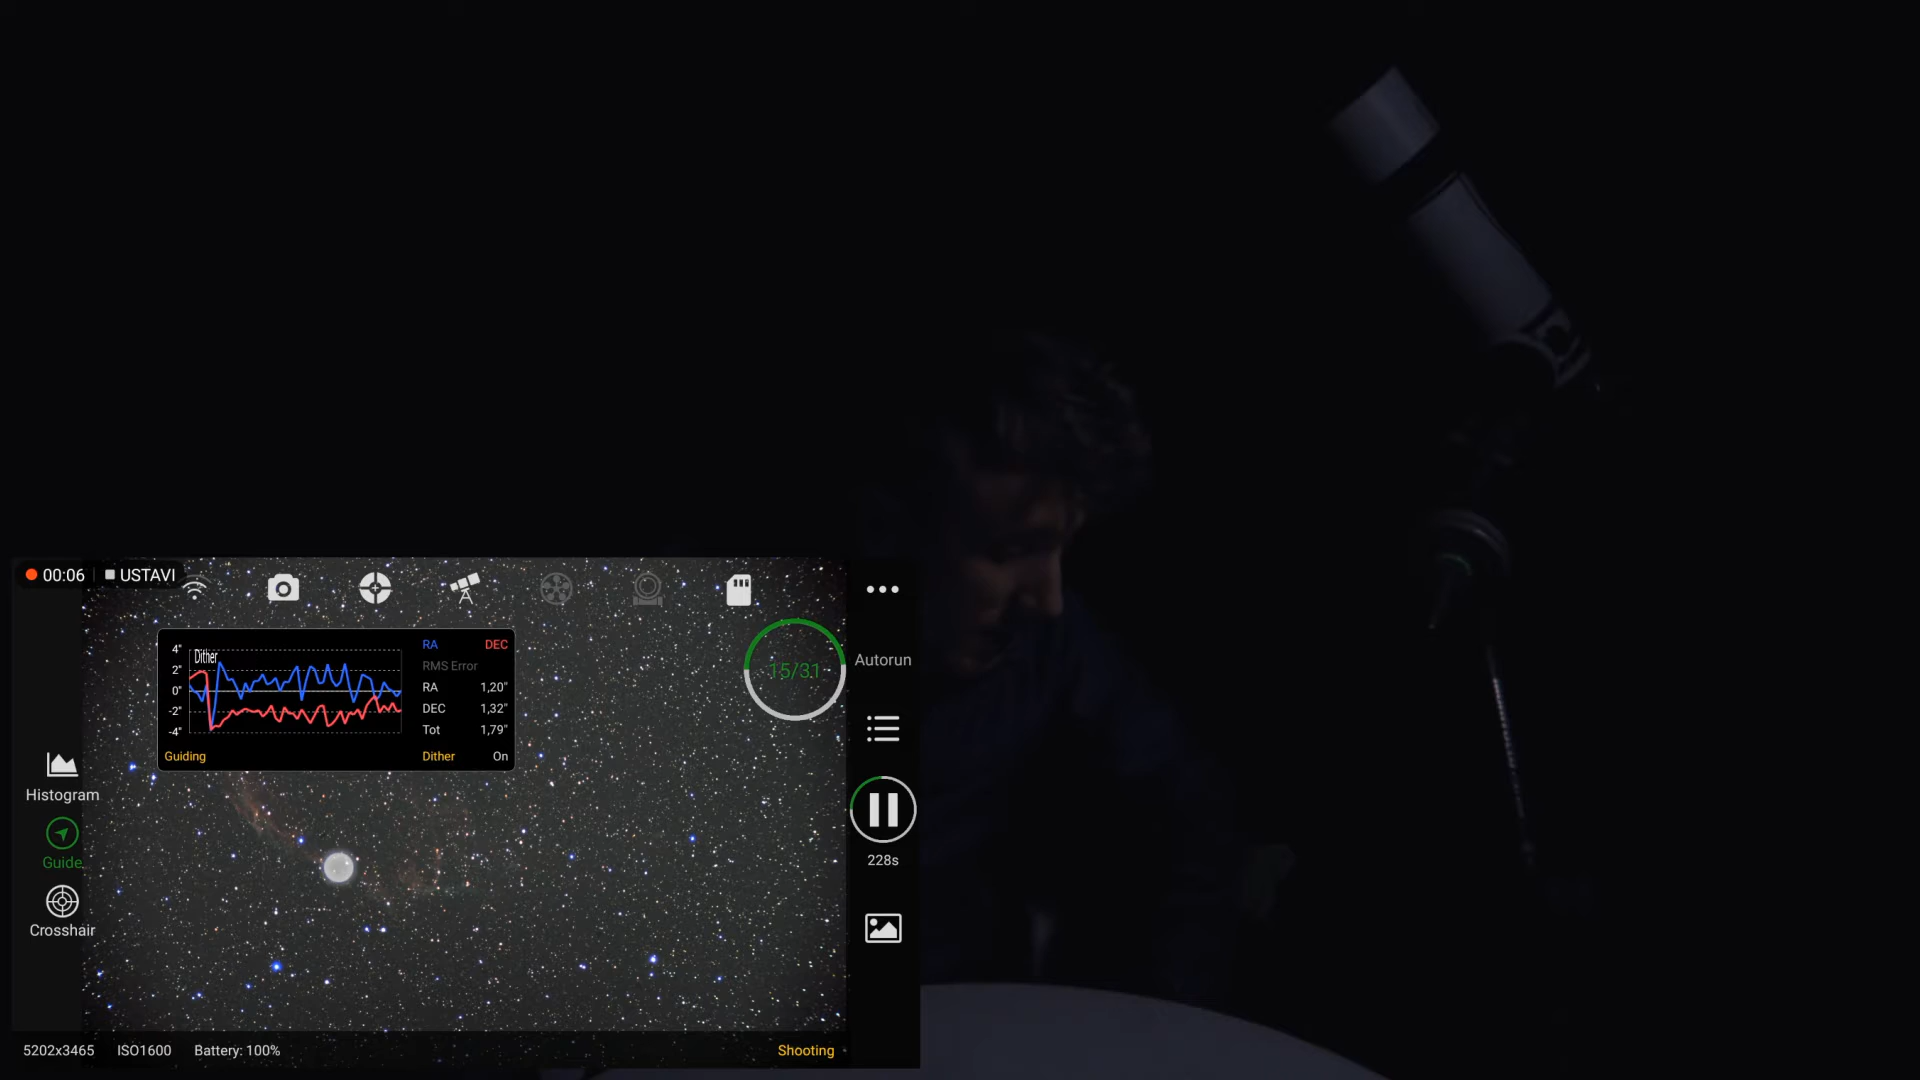 00:06 USTAVI
4"
2"
0"
-2"
-4"
Dither
RA DEC
RMS Error
RA 1,20"
DEC 1,32"
Tot 1,79"
Guiding
Dither On
15/31
Autorun
228s
Histogram
Guide
Crosshair
5202x3465 ISO1600 Battery: 100%
Shooting